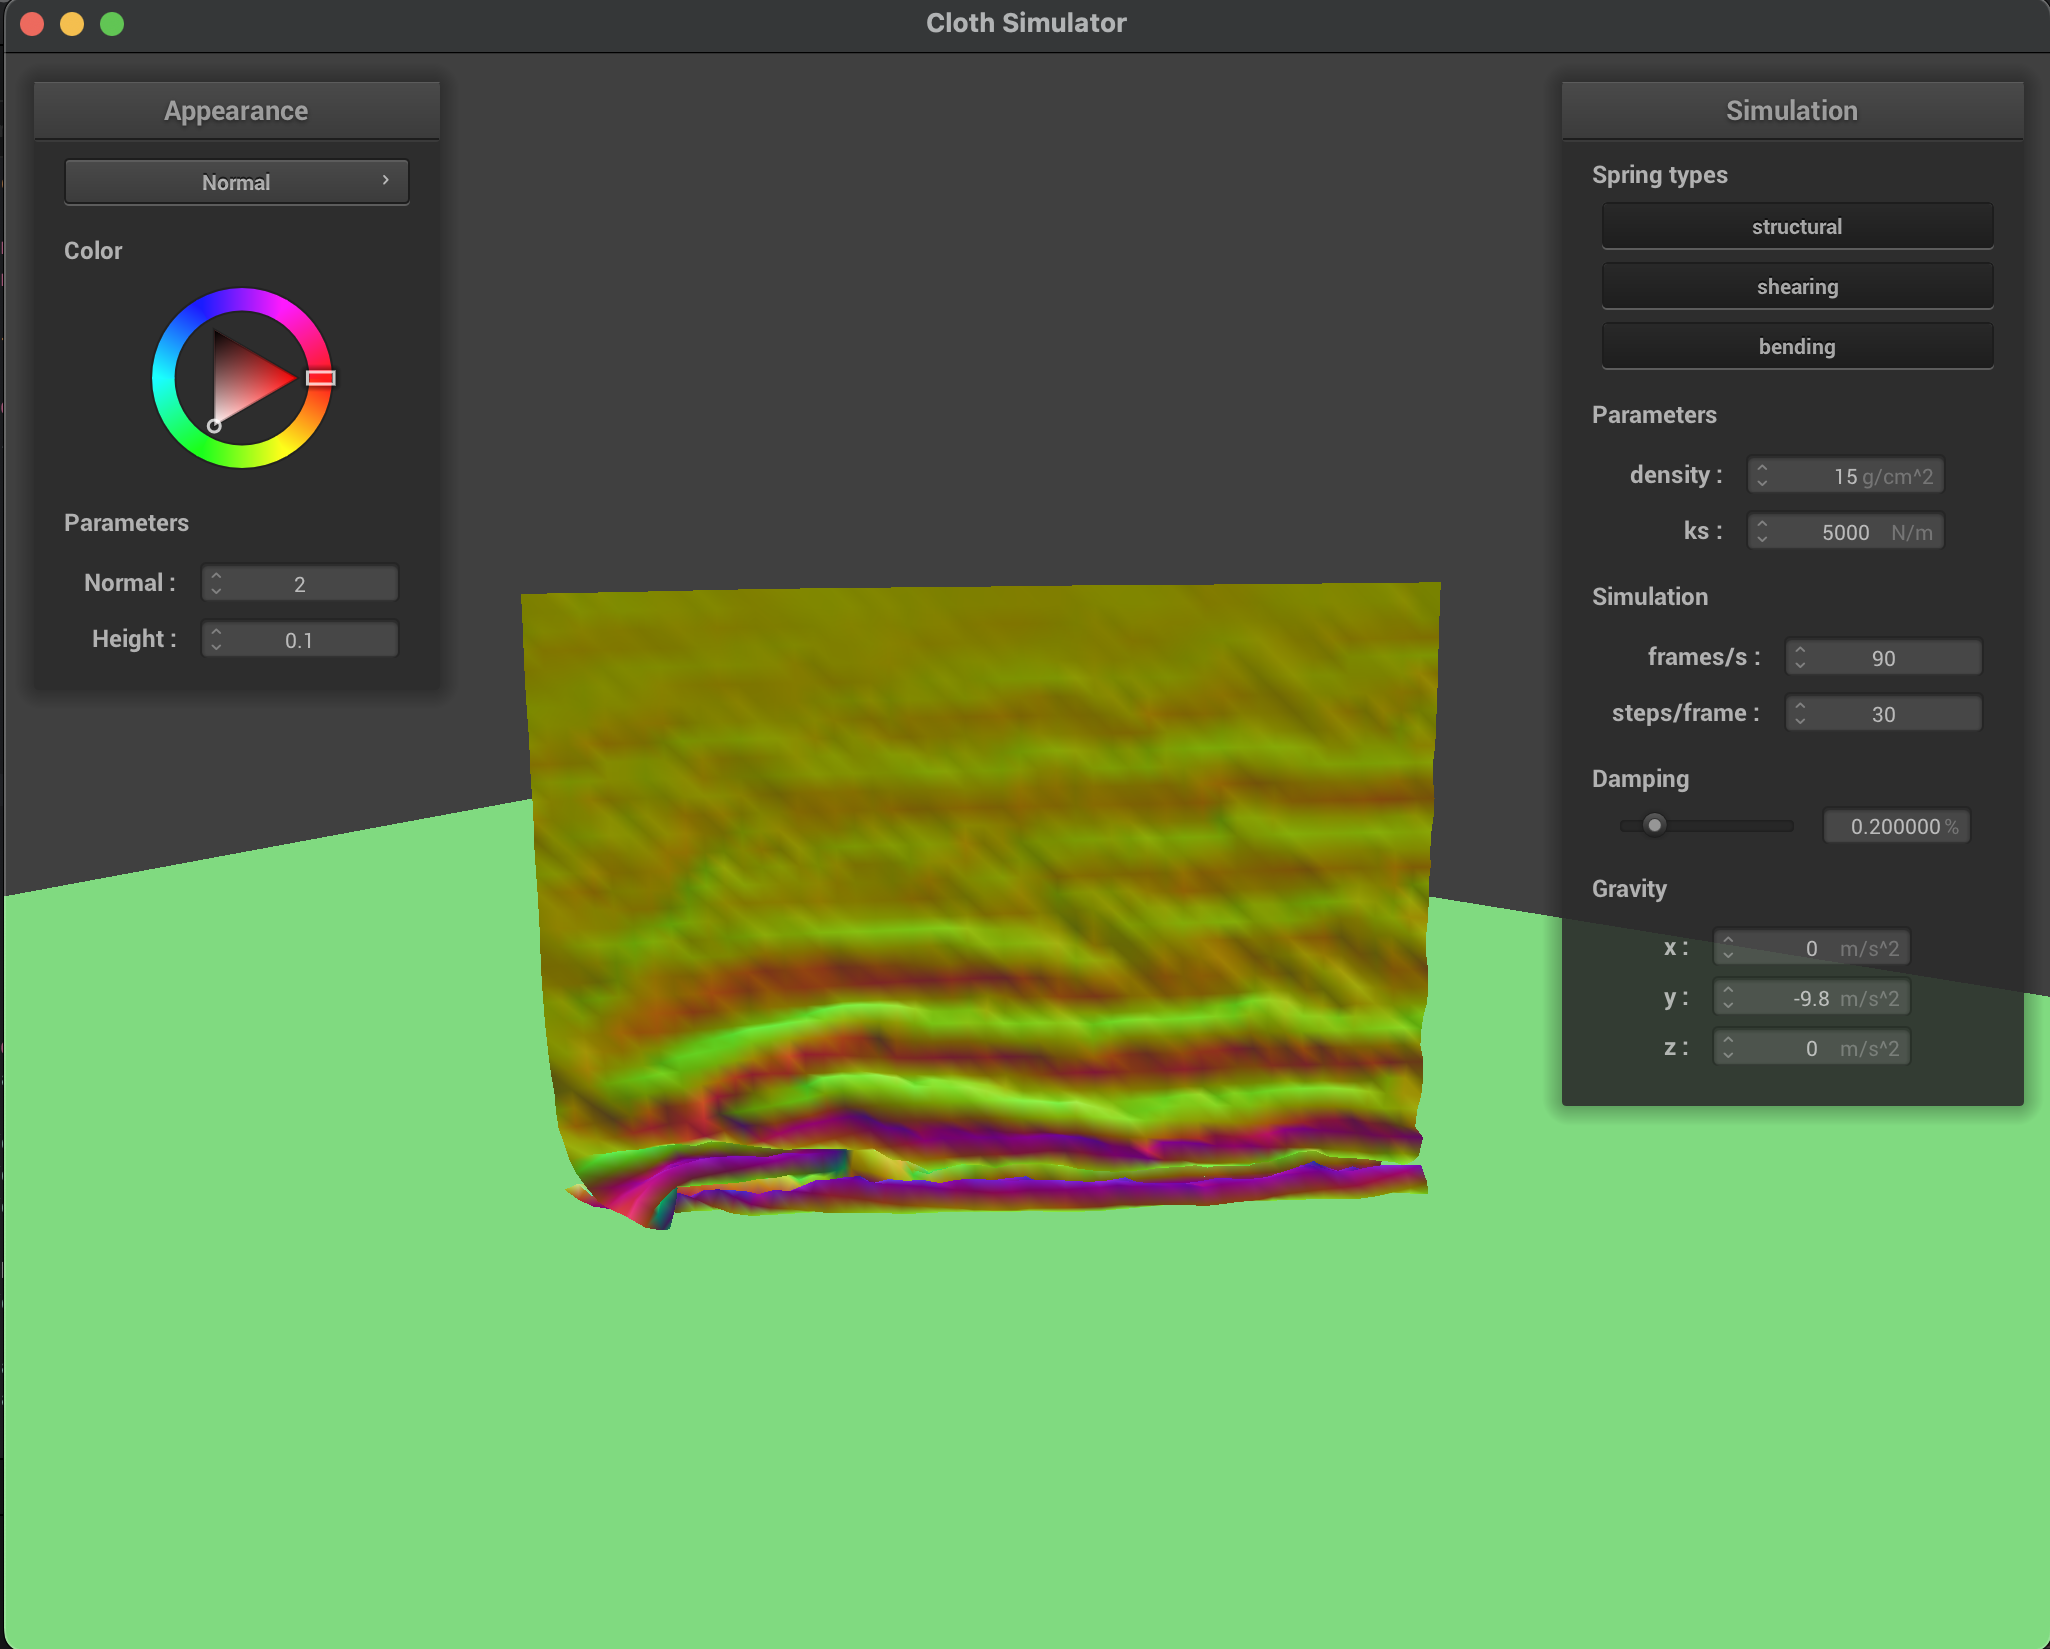 Cloth Simulator
Appearance
Normal
Color
Parameters
Normal : 2
Height : 0.1
Simulation
Spring types
structural
shearing
bending
Parameters
density : 15 g/cm^2
ks : 5000 N/m
Simulation
frames/s : 90
steps/frame : 30
Damping
0.200000 %
Gravity
x : 0 m/s^2
y : -9.8 m/s^2
z : 0 m/s^2